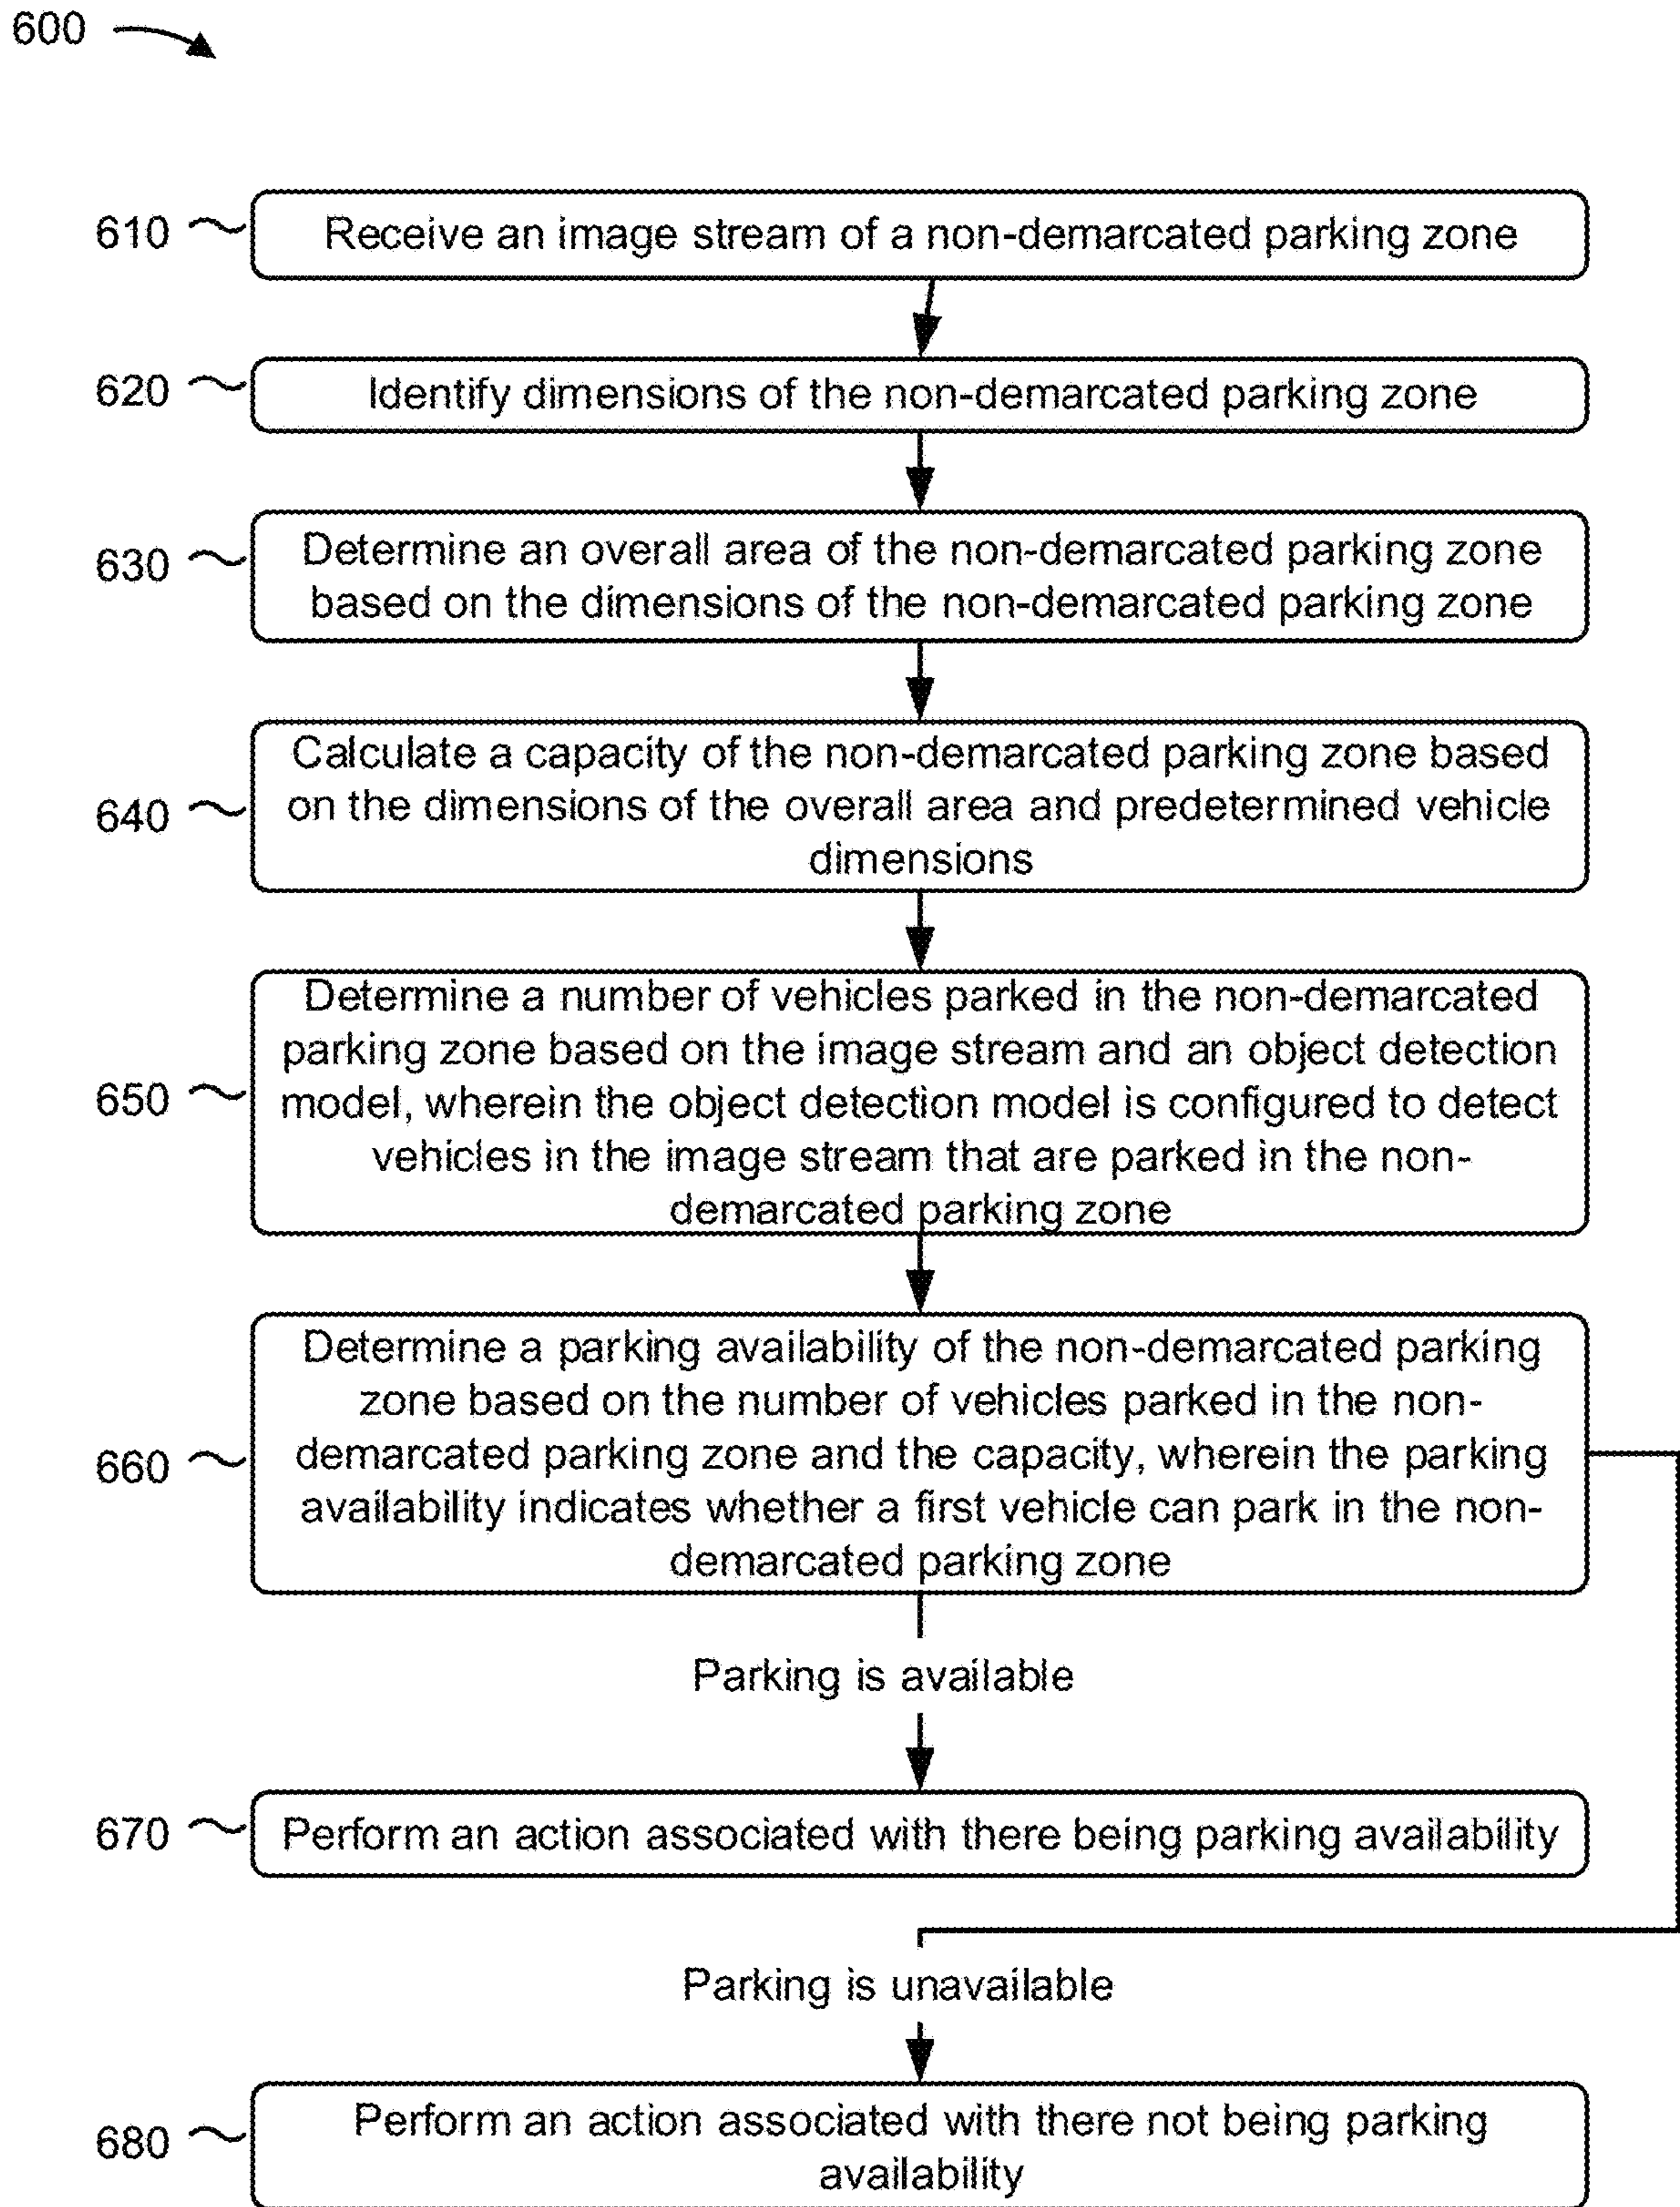 600
610
Receive an image stream of a non-demarcated parking zone
620
Identify dimensions of the non-demarcated parking zone
630
Determine an overall area of the non-demarcated parking zone
based on the dimensions of the non-demarcated parking zone
640
Calculate a capacity of the non-demarcated parking zone based
on the dimensions of the overall area and predetermined vehicle
dimensions
650
Determine a number of vehicles parked in the non-demarcated
parking zone based on the image stream and an object detection
model, wherein the object detection model is configured to detect
vehicles in the image stream that are parked in the non-
demarcated parking zone
660
Determine a parking availability of the non-demarcated parking
zone based on the number of vehicles parked in the non-
demarcated parking zone and the capacity, wherein the parking
availability indicates whether a first vehicle can park in the non-
demarcated parking zone
Parking is available
670
Perform an action associated with there being parking availability
Parking is unavailable
680
Perform an action associated with there not being parking
availability